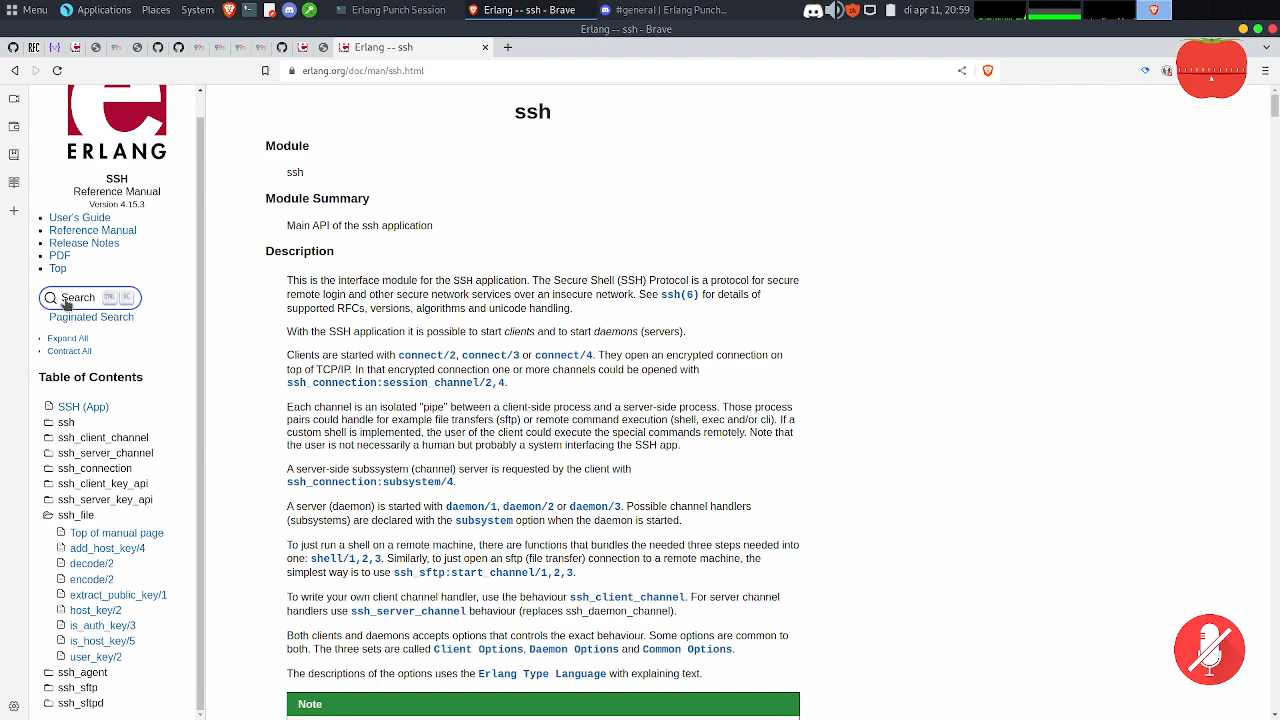 Menu Applications Places System Erlang Punch Session Erlang -- ssh - Brave #general | Erlang Punch... dr apr 11, 20:59
Erlang -- ssh - Brave
Erlang -- ssh
erlang.org/doc/man/ssh.html
ERLANG
SSH
Reference Manual
Version 4.15.3
User's Guide
Reference Manual
Release Notes
PDF
Top
Search CTRL K
Paginated Search
Expand All
Contract All
Table of Contents
SSH (App)
ssh
ssh_client_channel
ssh_server_channel
ssh_connection
ssh_client_key_api
ssh_server_key_api
ssh_file
Top of manual page
add_host_key/4
decode/2
encode/2
extract_public_key/1
host_key/2
is_auth_key/3
is_host_key/5
user_key/2
ssh_agent
ssh_sftp
ssh_sftpd
ssh
Module
ssh
Module Summary
Main API of the ssh application
Description
This is the interface module for the SSH application. The Secure Shell (SSH) Protocol is a protocol for secure
remote login and other secure network services over an insecure network. See ssh(6) for details of
supported RFCs, versions, algorithms and unicode handling.
With the SSH application it is possible to start clients and to start daemons (servers).
Clients are started with connect/2, connect/3 or connect/4. They open an encrypted connection on
top of TCP/IP. In that encrypted connection one or more channels could be opened with
ssh_connection:session_channel/2,4.
Each channel is an isolated "pipe" between a client-side process and a server-side process. Those process
pairs could handle for example file transfers (sftp) or remote command execution (shell, exec and/or cli). If a
custom shell is implemented, the user of the client could execute the special commands remotely. Note that
the user is not necessarily a human but probably a system interfacing the SSH app.
A server-side subsystem (channel) server is requested by the client with
ssh_connection:subsystem/4.
A server (daemon) is started with daemon/1, daemon/2 or daemon/3. Possible channel handlers
(subsystems) are declared with the subsystem option when the daemon is started.
To just run a shell on a remote machine, there are functions that bundles the needed three steps needed into
one: shell/1,2,3. Similarly, to just open an sftp (file transfer) connection to a remote machine, the
simplest way is to use ssh_sftp:start_channel/1,2,3.
To write your own client channel handler, use the behaviour ssh_client_channel. For server channel
handlers use ssh_server_channel behaviour (replaces ssh_daemon_channel).
Both clients and daemons accepts options that controls the exact behaviour. Some options are common to
both. The three sets are called Client Options, Daemon Options and Common Options.
The descriptions of the options uses the Erlang Type Language with explaining text.
Note